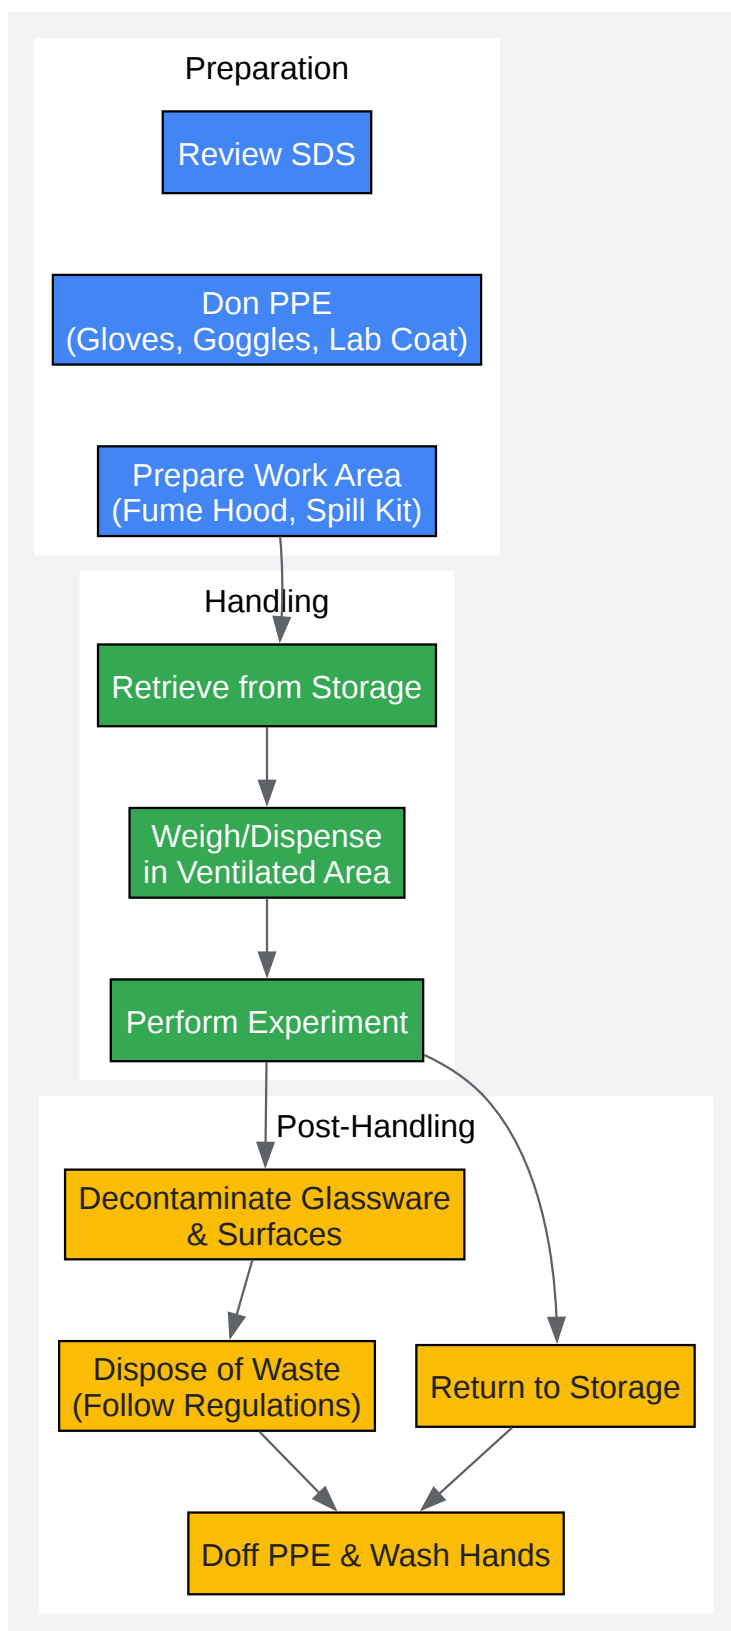 Preparation
Review SDS
Don PPE
(Gloves, Goggles, Lab Coat)
Prepare Work Area
(Fume Hood, Spill Kit)
Handling
Retrieve from Storage
Weigh/Dispense
in Ventilated Area
Perform Experiment
Post-Handling
Decontaminate Glassware
& Surfaces
Dispose of Waste
(Follow Regulations)
Return to Storage
Doff PPE & Wash Hands